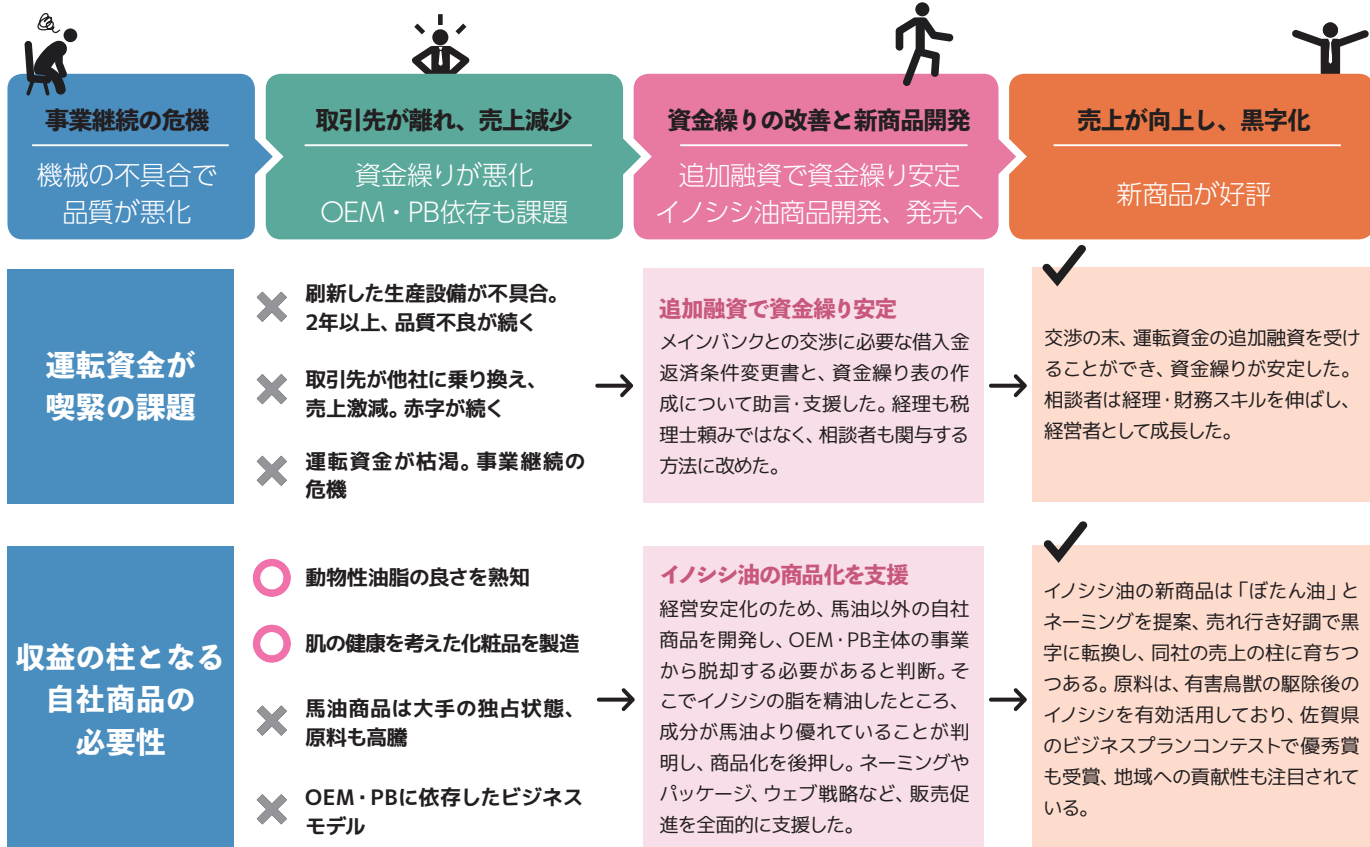 事業継続の危機
機械の不具合で
品質が悪化
取引先が離れ、売上減少
資金繰りが悪化
OEM・PB依存も課題
資金繰りの改善と新商品開発
追加融資で資金繰り安定
イノシシ油商品開発、発売へ
売上が向上し、黒字化
新商品が好評
運転資金が
喫緊の課題
刷新した生産設備が不具合。
2年以上、品質不良が続く
取引先が他社に乗り換え、
売上激減。赤字が続く
運転資金が枯渇。事業継続の
危機
追加融資で資金繰り安定
メインバンクとの交渉に必要な借入金
返済条件変更書と、資金繰り表の作
成について助言・支援した。経理も税
理士頼みではなく、相談者も関与する
方法に改めた。
交渉の末、運転資金の追加融資を受け
ることができ、資金繰りが安定した。
相談者は経理・財務スキルを伸ばし、
経営者として成長した。
収益の柱となる
自社商品の
必要性
動物性油脂の良さを熟知
肌の健康を考えた化粧品を製造
馬油商品は大手の独占状態、
原料も高騰
OEM・PBに依存したビジネス
モデル
イノシシ油の商品化を支援
経営安定化のため、馬油以外の自社
商品を開発し、OEM・PB主体の事業
から脱却する必要があると判断。そ
こでイノシシの脂を精油したところ、
成分が馬油より優れていることが判
明し、商品化を後押し。ネーミングや
パッケージ、ウェブ戦略など、販売促
進を全面的に支援した。
イノシシ油の新商品は「ぼたん油」と
ネーミングを提案、売れ行き好調で黒
字に転換し、同社の売上の柱に育ちつ
つある。原料は、有害鳥獣の駆除後の
イノシシを有効活用しており、佐賀県
のビジネスプランコンテストで優秀賞
も受賞、地域への貢献性も注目されて
いる。